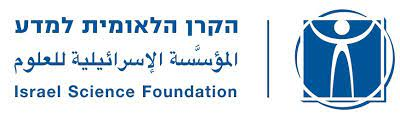 הקרן הלאומית למדע
المؤسَّسة الإسرائيلية للعلوم
Israel Science Foundation